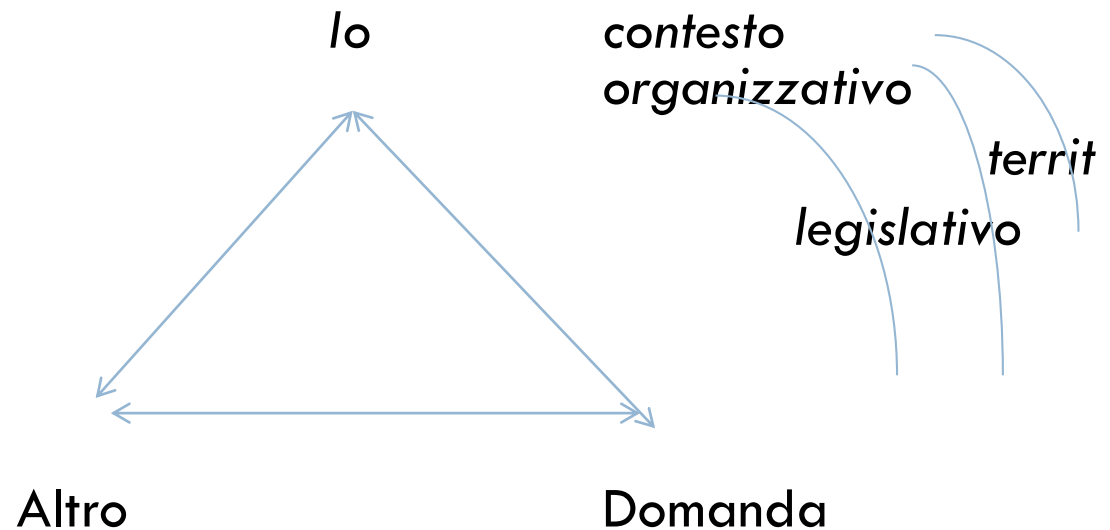 Io
contesto
organizzativo
territ
legislativo
Altro
Domanda